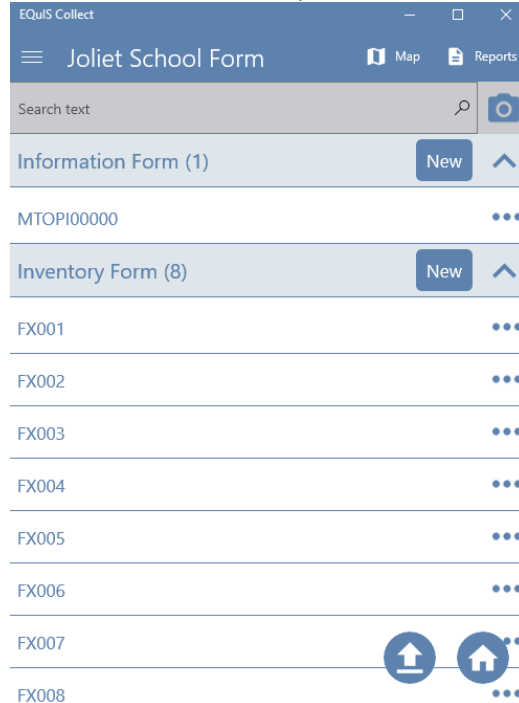 EQuIS Collect
Joliet School Form
Map
Reports
Search text
Information Form (1)
New
MTOPI00000
Inventory Form (8)
New
FX001
FX002
FX003
FX004
FX005
FX006
FX007
FX008